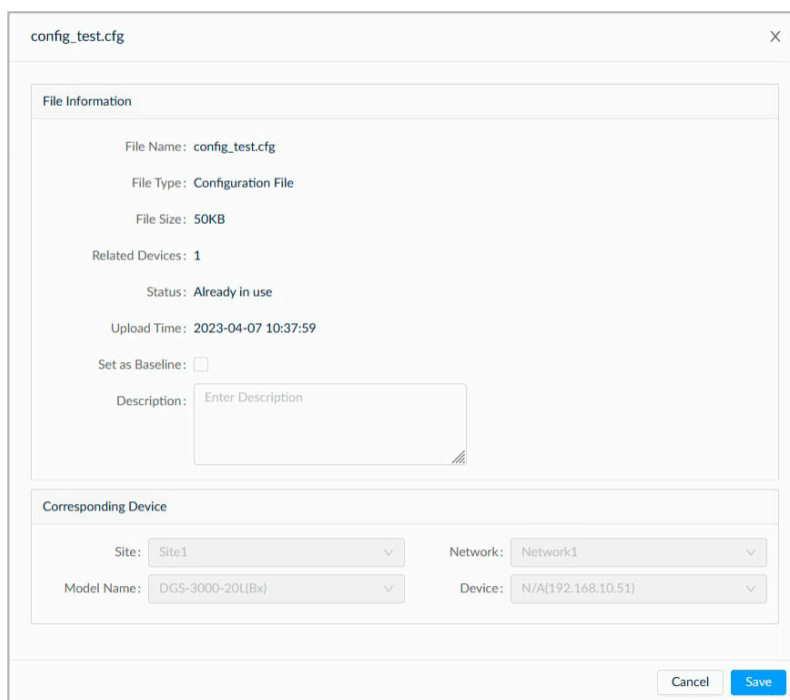 config_test.cfg X
File Information
File Name: config_test.cfg
File Type: Configuration File
File Size: 50KB
Related Devices: 1
Status: Already in use
Upload Time: 2023-04-07 10:37:59
Set as Baseline:
Description: Enter Description
Corresponding Device
Site: Site1 Network: Network1
Model Name: DGS-3000-20L(Bx) Device: N/A(192.168.10.51)
Cancel Save